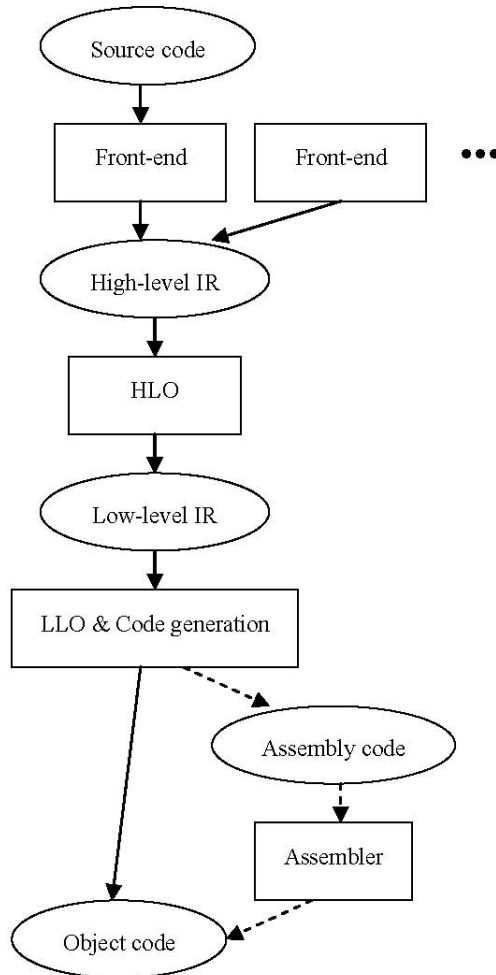 Source code
Front-end
Front-end
•••
High-level IR
HLO
Low-level IR
LLO & Code generation
Assembly code
Assembler
Object code